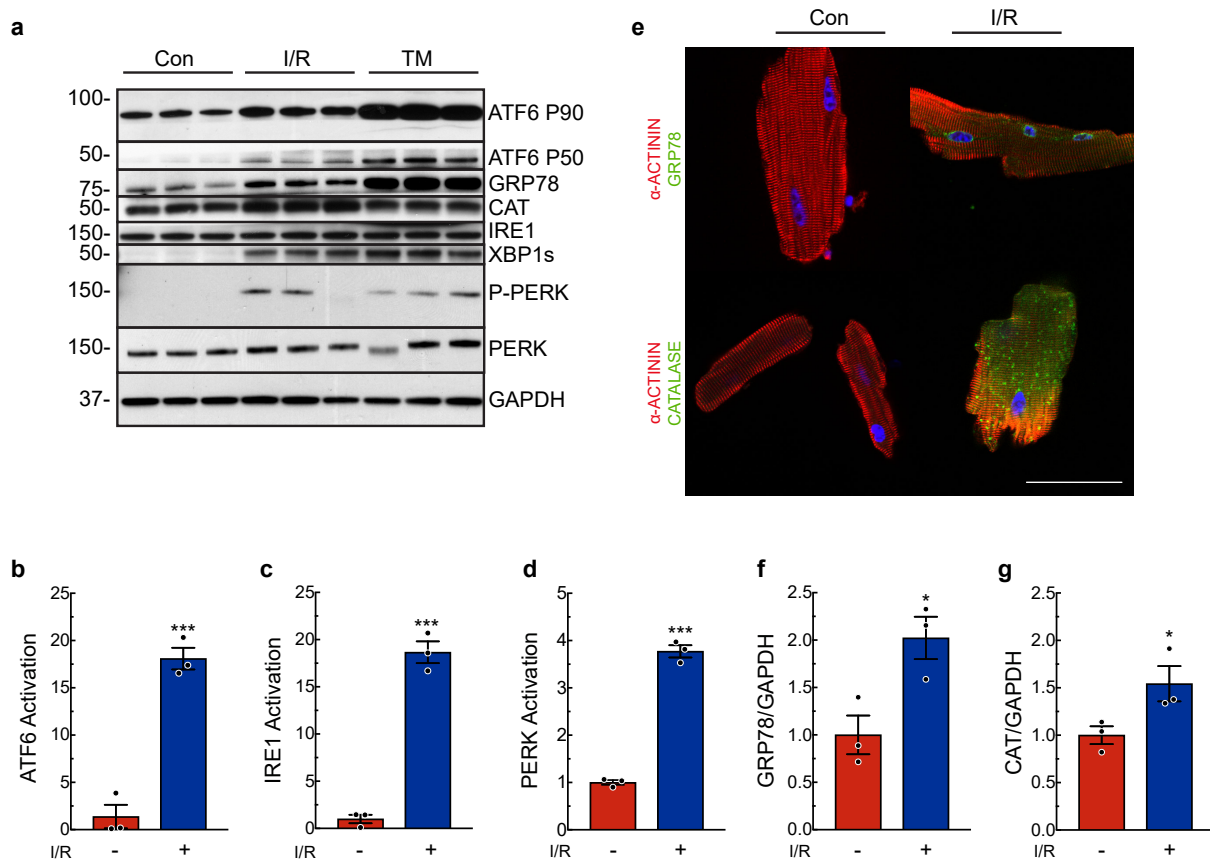 a
Con I/R TM
100-
ATF6 P90
50-
ATF6 P50
75-
GRP78
50-
CAT
150-
IRE1
50-
XBP1s
150-
P-PERK
150-
PERK
37-
GAPDH
e
Con I/R
α-ACTININ
GRP78
α-ACTININ
CATALASE
b
ATF6 Activation
25
20
15
10
5
0
***
I/R - +
c
IRE1 Activation
25
20
15
10
5
0
***
I/R - +
d
PERK Activation
5
4
3
2
1
0
***
I/R - +
f
GRP78/GAPDH
2.5
2.0
1.5
1.0
0.5
0
*
I/R - +
g
CAT/GAPDH
2.5
2.0
1.5
1.0
0.5
0
*
I/R - +